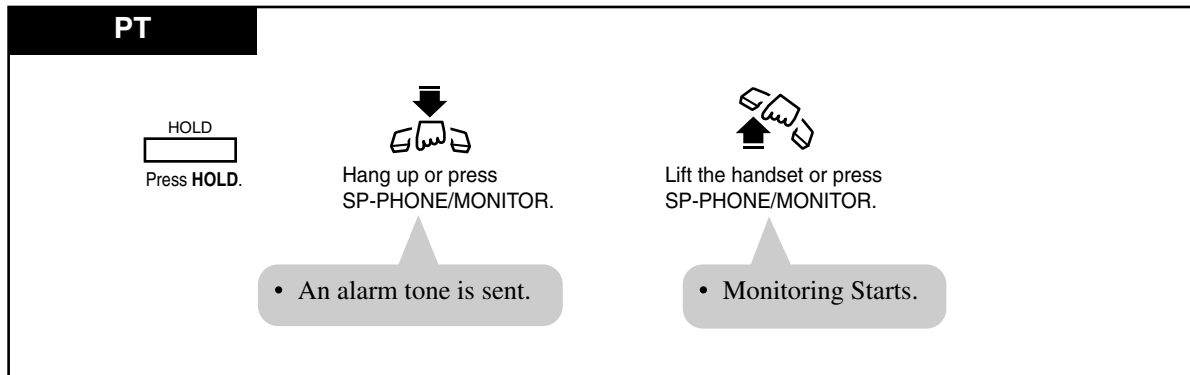 PT
HOLD
Press HOLD.
Hang up or press
SP-PHONE/MONITOR.
Lift the handset or press
SP-PHONE/MONITOR.
• An alarm tone is sent.
• Monitoring Starts.